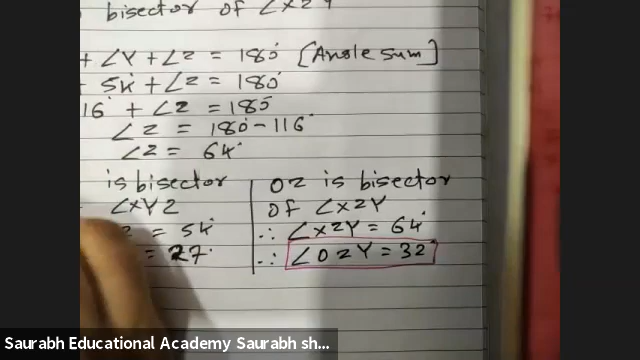 bisector of ∠XZY
+ ∠Y + ∠Z = 180° [Angle sum]
+ 54° + ∠Z = 180°
116° + ∠Z = 180°
∠Z = 180° - 116°
∠Z = 64°
is bisector
∠XYZ
= 54°
= 27°
OZ is bisector
of ∠XZY
∴ ∠XZY = 64°
∴ ∠OZY = 32°
Saurabh Educational Academy Saurabh sh...